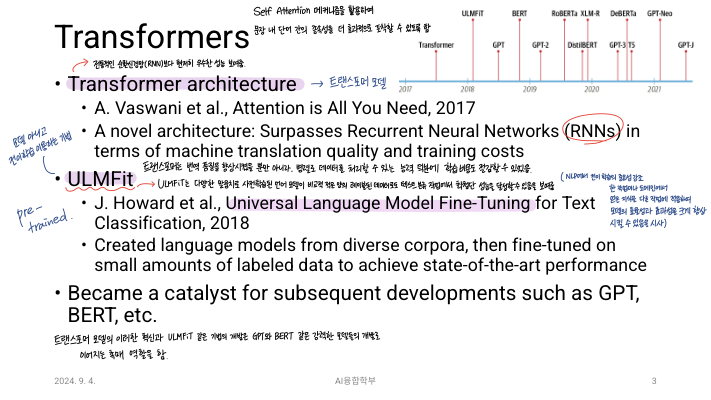 Self Attention 메커니즘을 활용하여
문장 내 단어 간의 중요성을 더 효과적으로 포착할 수 있도록 함
Transformers
ULMFiT BERT RoBERTa XLM-R DeBERTa GPT-Neo
Transformer GPT GPT-2 DistilBERT GPT-3 T5 GPT-J
2017 2018 2019 2020 2021
전통적인 순환신경망(RNN)보다 현저히 우수한 성능 보여줌.
• Transformer architecture → 트랜스포머 모델
• A. Vaswani et al., Attention is All You Need, 2017
• A novel architecture: Surpasses Recurrent Neural Networks (RNNs) in
terms of machine translation quality and training costs
모델 아니고
전이학습 이용하는 기법
트랜스포머는 번역 품질을 향상시켰을 뿐만 아니라, 병렬로 데이터를 처리할 수 있는 능력 덕분에 학습비용도 절감할 수 있었음.
• ULMFit
→ (ULMFiT는 다양한 말뭉치로 사전학습된 언어 모델이 비교적 적은 양의 레이블된 데이터로도 텍스트 분류 작업에서 최첨단 성능을 달성할 수 있음을 보여줌
(NLP에서 전이 학습의 중요성 강조
한 작업이나 도메인에서
얻은 지식을 다른 작업에 적용하여
모델의 효율성과 효과성을 크게 향상
시킬 수 있음을 시사)
pre-
trained.
• J. Howard et al., Universal Language Model Fine-Tuning for Text
Classification, 2018
• Created language models from diverse corpora, then fine-tuned on
small amounts of labeled data to achieve state-of-the-art performance
• Became a catalyst for subsequent developments such as GPT,
BERT, etc.
트랜스포머 모델의 이러한 혁신과 ULMFiT 같은 기법의 개발은 GPT와 BERT 같은 강력한 모델들의 개발로
이어지는 촉매 역할을 함.
2024. 9. 4.
AI융합학부
3